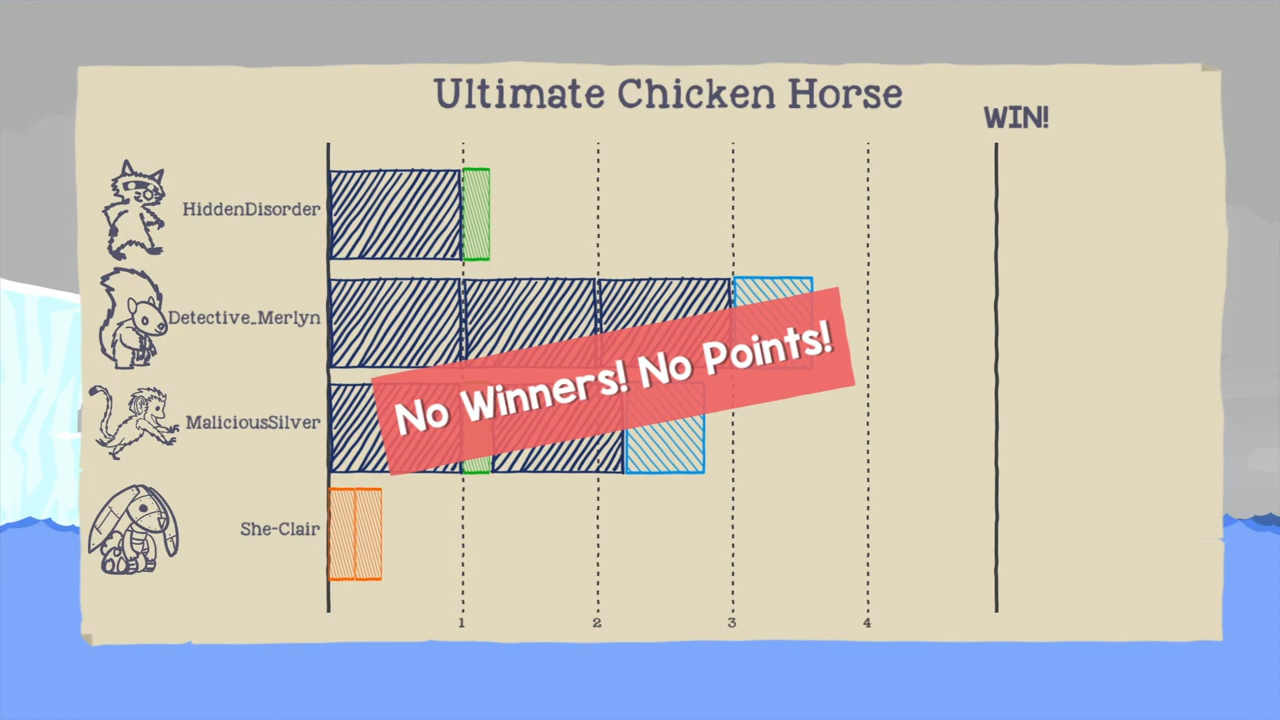 Ultimate Chicken Horse
WIN!
HiddenDisorder
Detective_Merlyn
No Winners! No Points!
MaliciousSilver
She-Clair
1 2 3 4